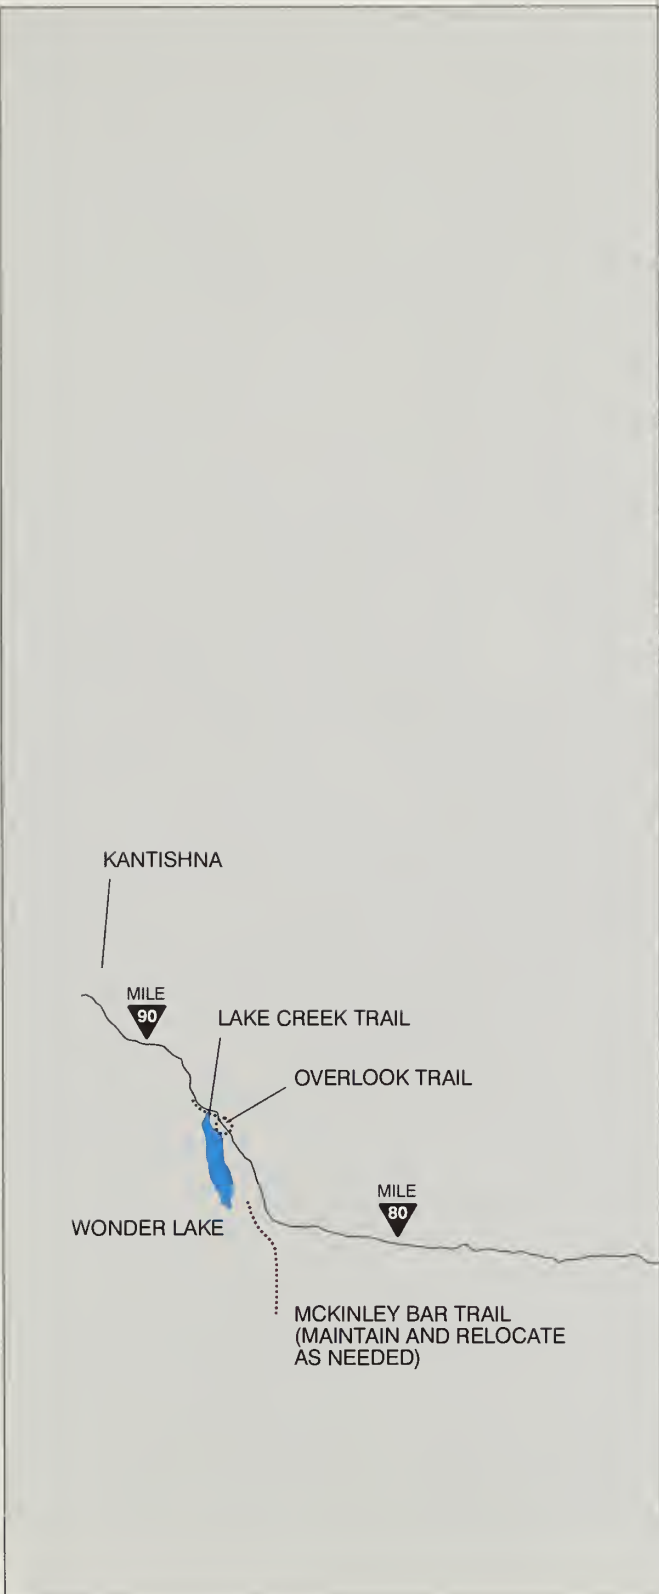 KANTISHNA
MILE
90
LAKE CREEK TRAIL
OVERLOOK TRAIL
MILE
80
WONDER LAKE
MCKINLEY BAR TRAIL
(MAINTAIN AND RELOCATE
AS NEEDED)